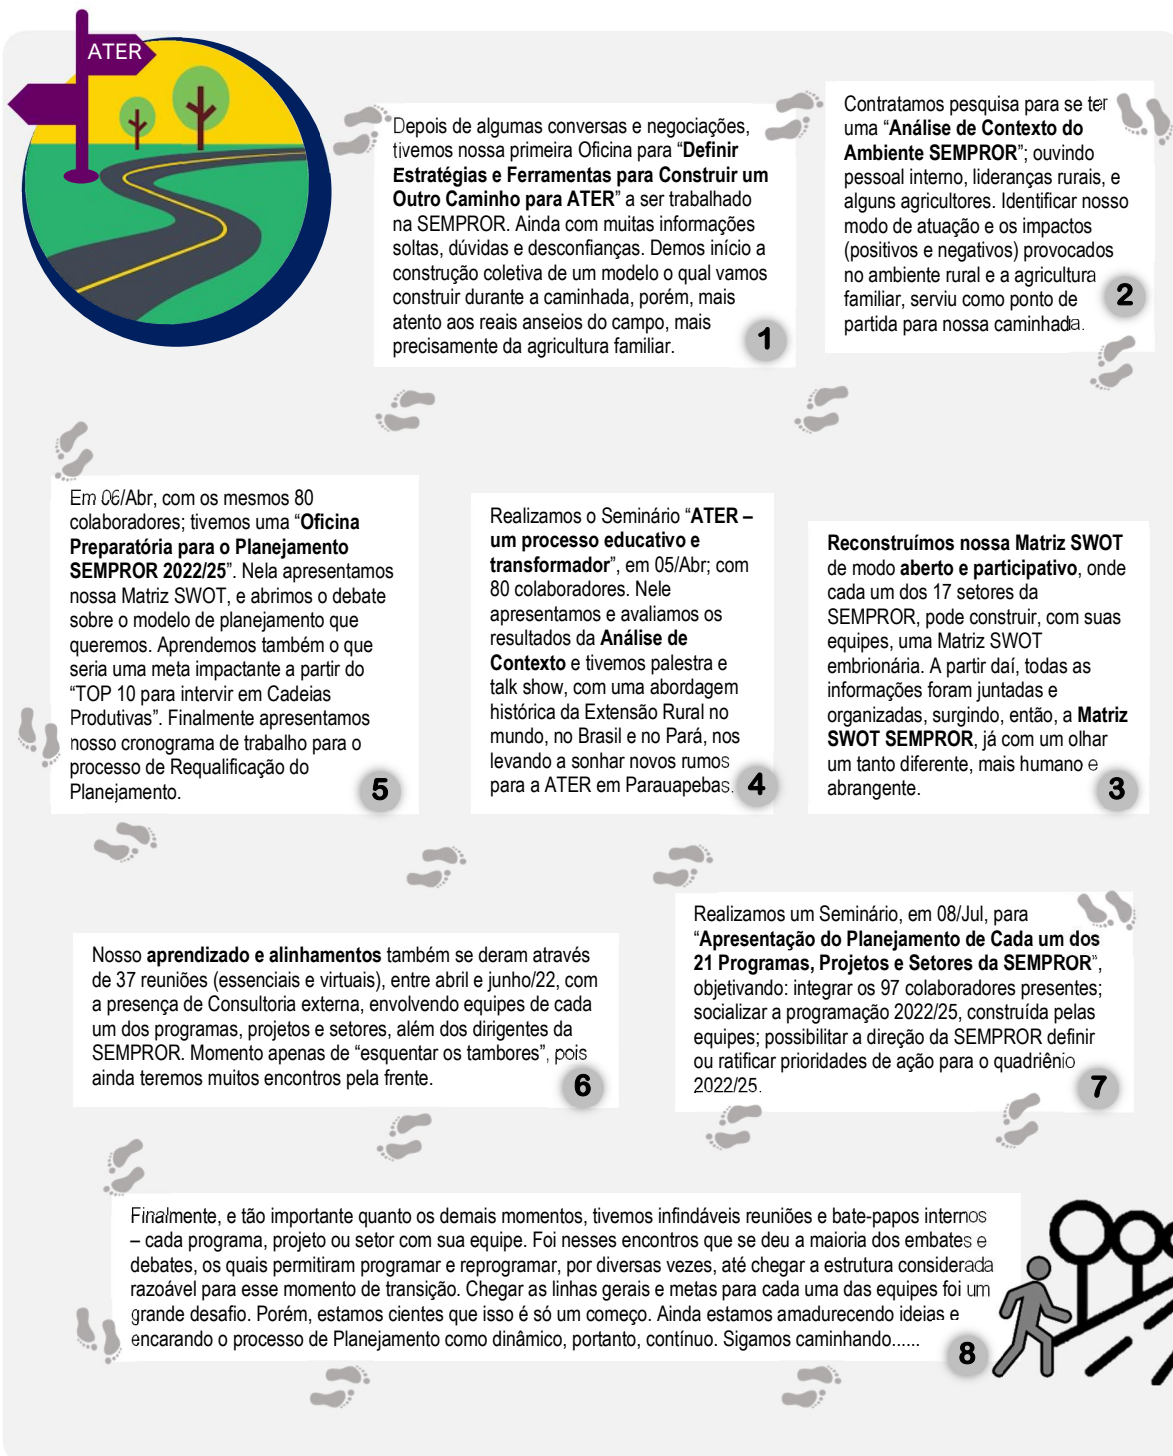 ATER
Depois de algumas conversas e negociações,
tivemos nossa primeira Oficina para “Definir
Estratégias e Ferramentas para Construir um
Outro Caminho para ATER” a ser trabalhado
na SEMPROR. Ainda com muitas informações
soltas, dúvidas e desconfianças. Demos início a
construção coletiva de um modelo o qual vamos
construir durante a caminhada, porém, mais
atento aos reais anseios do campo, mais
precisamente da agricultura familiar.
1
Contratamos pesquisa para se ter
uma “Análise de Contexto do
Ambiente SEMPROR”; ouvindo
pessoal interno, lideranças rurais, e
alguns agricultores. Identificar nosso
modo de atuação e os impactos
(positivos e negativos) provocados
no ambiente rural e a agricultura
familiar, serviu como ponto de
partida para nossa caminhada.
2
Reconstruímos nossa Matriz SWOT
de modo aberto e participativo, onde
cada um dos 17 setores da
SEMPROR, pode construir, com suas
equipes, uma Matriz SWOT
embrionária. A partir daí, todas as
informações foram juntadas e
organizadas, surgindo, então, a Matriz
SWOT SEMPROR, já com um olhar
um tanto diferente, mais humano e
abrangente.
3
Realizamos o Seminário “ATER –
um processo educativo e
transformador”, em 05/Abr; com
80 colaboradores. Nele
apresentamos e avaliamos os
resultados da Análise de
Contexto e tivemos palestra e
talk show, com uma abordagem
histórica da Extensão Rural no
mundo, no Brasil e no Pará, nos
levando a sonhar novos rumos
para a ATER em Parauapebas.
4
Em 06/Abr, com os mesmos 80
colaboradores; tivemos uma “Oficina
Preparatória para o Planejamento
SEMPROR 2022/25”. Nela apresentamos
nossa Matriz SWOT, e abrimos o debate
sobre o modelo de planejamento que
queremos. Aprendemos também o que
seria uma meta impactante a partir do
“TOP 10 para intervir em Cadeias
Produtivas”. Finalmente apresentamos
nosso cronograma de trabalho para o
processo de Requalificação do
Planejamento.
5
Nosso aprendizado e alinhamentos também se deram através
de 37 reuniões (essenciais e virtuais), entre abril e junho/22, com
a presença de Consultoria externa, envolvendo equipes de cada
um dos programas, projetos e setores, além dos dirigentes da
SEMPROR. Momento apenas de “esquentar os tambores”, pois
ainda teremos muitos encontros pela frente.
6
Realizamos um Seminário, em 08/Jul, para
“Apresentação do Planejamento de Cada um dos
21 Programas, Projetos e Setores da SEMPROR”,
objetivando: integrar os 97 colaboradores presentes;
socializar a programação 2022/25, construída pelas
equipes; possibilitar a direção da SEMPROR definir
ou ratificar prioridades de ação para o quadriênio
2022/25.
7
Finalmente, e tão importante quanto os demais momentos, tivemos infindáveis reuniões e bate-papos internos
– cada programa, projeto ou setor com sua equipe. Foi nesses encontros que se deu a maioria dos embates e
debates, os quais permitiram programar e reprogramar, por diversas vezes, até chegar a estrutura considerada
razoável para esse momento de transição. Chegar as linhas gerais e metas para cada uma das equipes foi um
grande desafio. Porém, estamos cientes que isso é só um começo. Ainda estamos amadurecendo ideias e
encarando o processo de Planejamento como dinâmico, portanto, contínuo. Sigamos caminhando......
8